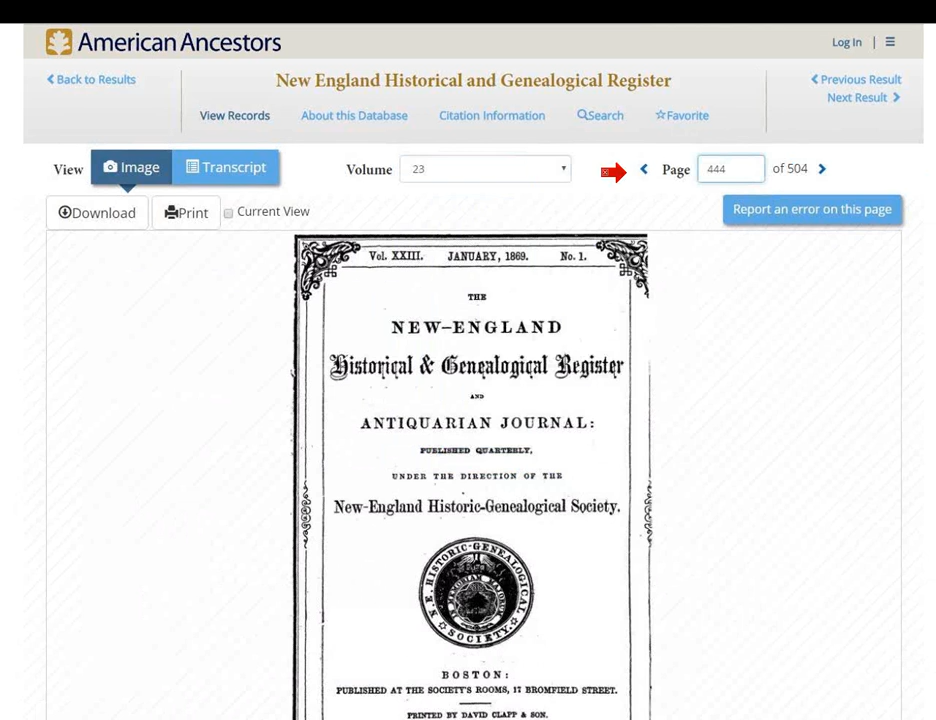 American Ancestors
Log In | ☰
Back to Results
New England Historical and Genealogical Register
Previous Result
Next Result
View Records About this Database Citation Information Search Favorite
View Image Transcript Volume 23 Page 444 of 504
Download Print Current View
Report an error on this page
Vol. XXIII. JANUARY, 1869. No. 1.
THE
NEW-ENGLAND
Historical & Genealogical Register
AND
ANTIQUARIAN JOURNAL:
PUBLISHED QUARTERLY,
UNDER THE DIRECTION OF THE
New-England Historic-Genealogical Society.
N. E. HISTORIC-GENEALOGICAL SOCIETY.
BOSTON:
PUBLISHED AT THE SOCIETY'S ROOMS, 17 BROMFIELD STREET.
PRINTED BY DAVID CLAPP & SON.